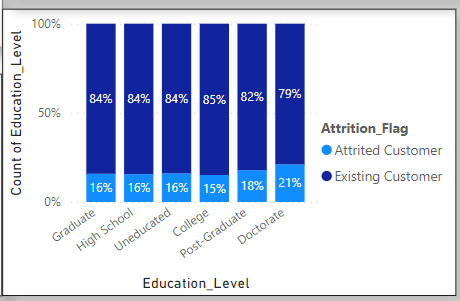 Count of Education_Level
100%
50%
0%
84% 84% 84% 85% 82% 79%
16% 16% 16% 15% 18% 21%
Graduate
High School
Uneducated
College
Post-Graduate
Doctorate
Education_Level
Attrition_Flag
Attrited Customer
Existing Customer